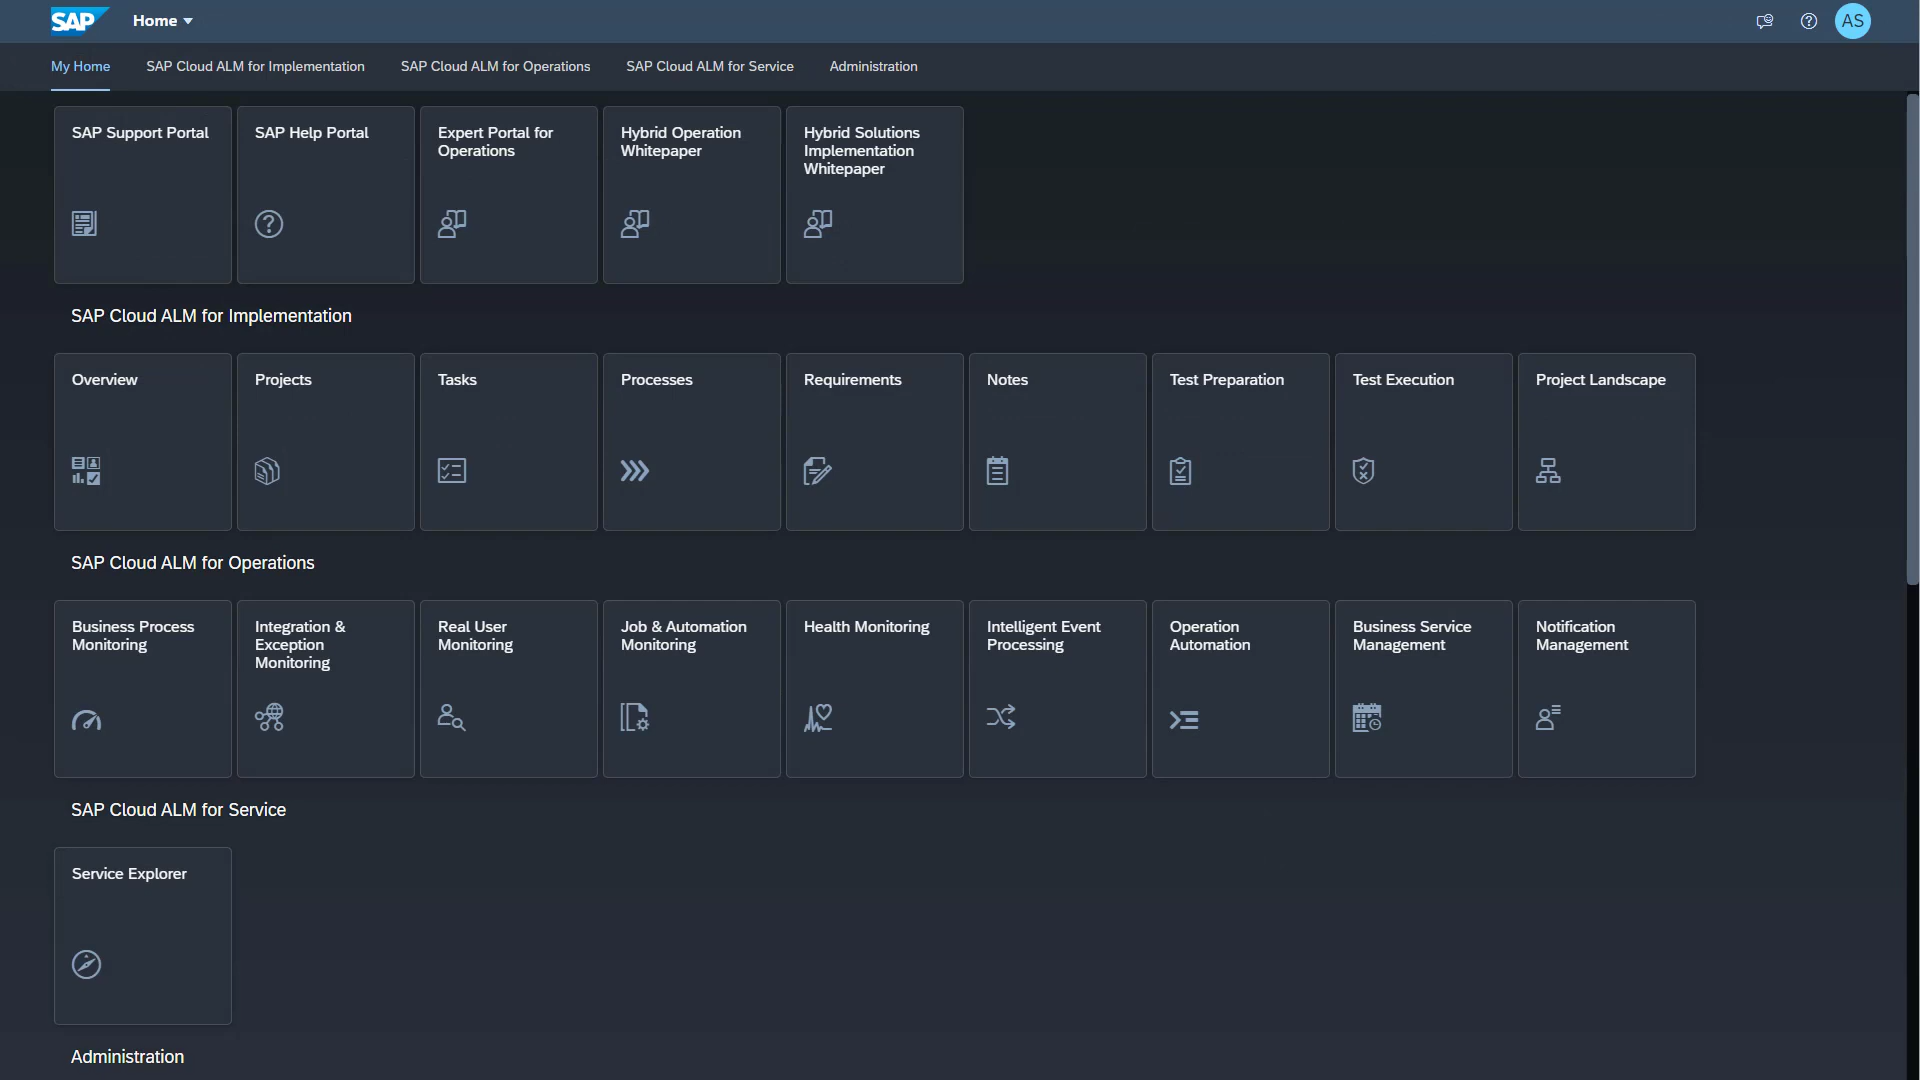 SAP Home
AS
My Home SAP Cloud ALM for Implementation SAP Cloud ALM for Operations SAP Cloud ALM for Service Administration
SAP Support Portal
SAP Help Portal
Expert Portal for
Operations
Hybrid Operation
Whitepaper
Hybrid Solutions
Implementation
Whitepaper
SAP Cloud ALM for Implementation
Overview
Projects
Tasks
Processes
Requirements
Notes
Test Preparation
Test Execution
Project Landscape
SAP Cloud ALM for Operations
Business Process
Monitoring
Integration &
Exception
Monitoring
Real User
Monitoring
Job & Automation
Monitoring
Health Monitoring
Intelligent Event
Processing
Operation
Automation
Business Service
Management
Notification
Management
SAP Cloud ALM for Service
Service Explorer
Administration